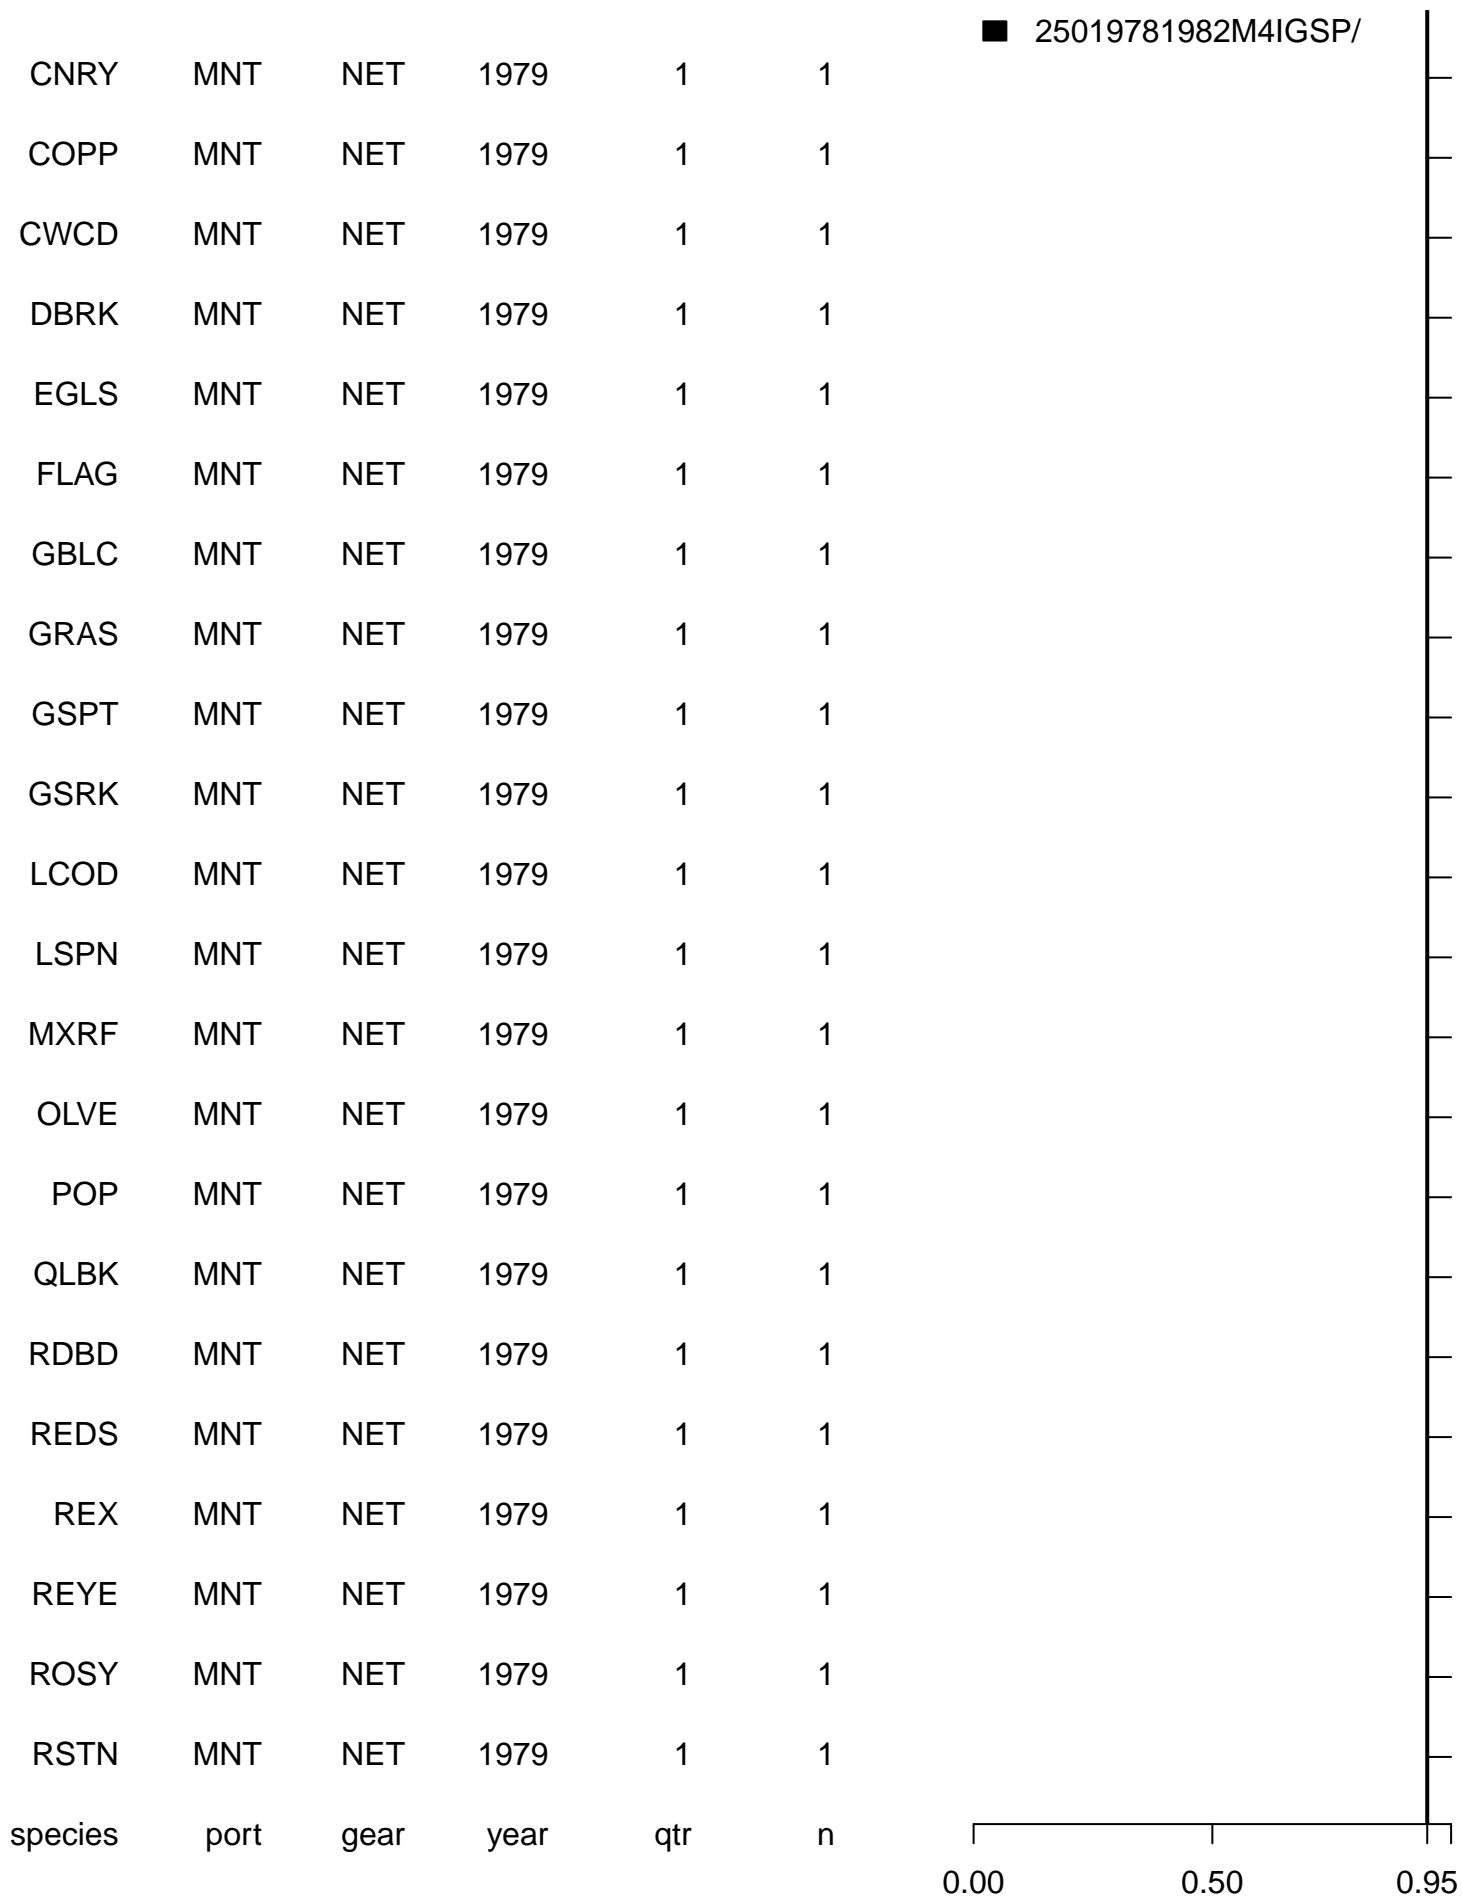 25019781982M4IGSP/
CNRY MNT NET 1979 1 1
COPP MNT NET 1979 1 1
CWCD MNT NET 1979 1 1
DBRK MNT NET 1979 1 1
EGLS MNT NET 1979 1 1
FLAG MNT NET 1979 1 1
GBLC MNT NET 1979 1 1
GRAS MNT NET 1979 1 1
GSPT MNT NET 1979 1 1
GSRK MNT NET 1979 1 1
LCOD MNT NET 1979 1 1
LSPN MNT NET 1979 1 1
MXRF MNT NET 1979 1 1
OLVE MNT NET 1979 1 1
POP MNT NET 1979 1 1
QLBK MNT NET 1979 1 1
RDBD MNT NET 1979 1 1
REDS MNT NET 1979 1 1
REX MNT NET 1979 1 1
REYE MNT NET 1979 1 1
ROSY MNT NET 1979 1 1
RSTN MNT NET 1979 1 1
species port gear year qtr n
0.00 0.50 0.95